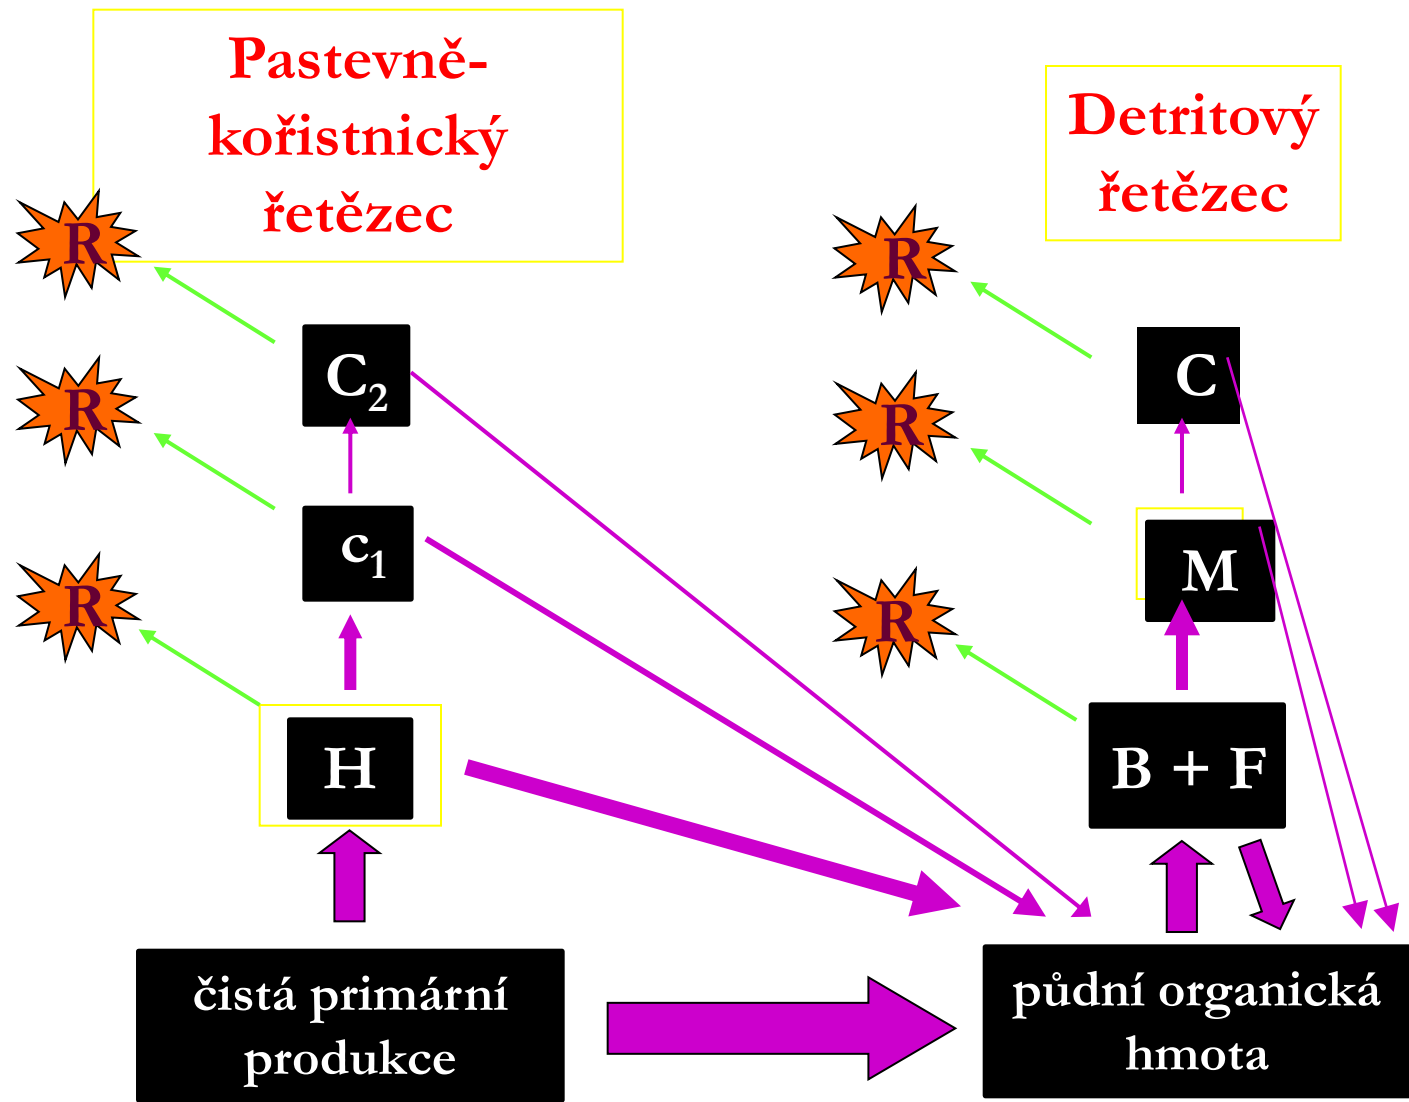 Pastevně-
kořistnický
řetězec
Detritový
řetězec
R
R
C₂
C
R
R
c₁
M
R
R
H
B + F
čistá primární
produkce
půdní organická
hmota